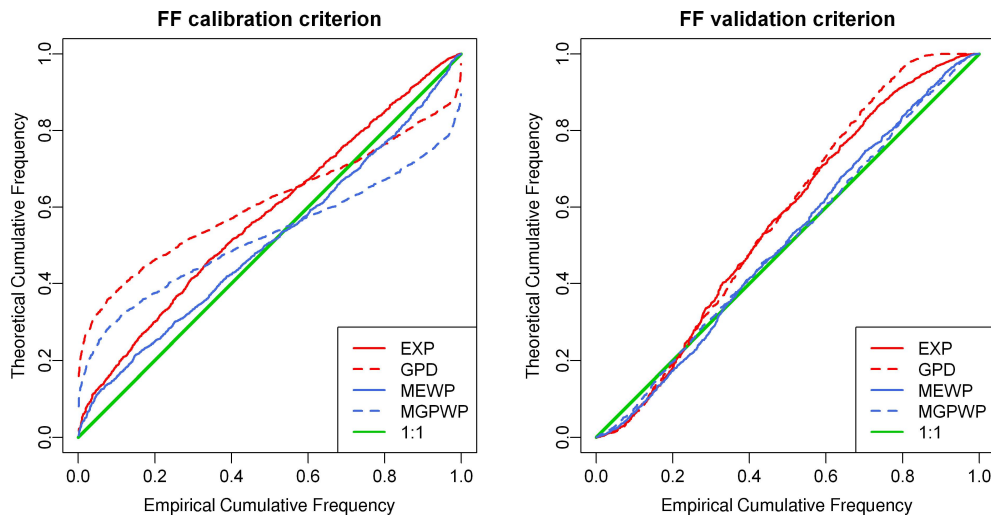 FF calibration criterion
Theoretical Cumulative Frequency
1.0
0.8
0.6
0.4
0.2
0.0
EXP
GPD
MEWP
MGPWP
1:1
0.0 0.2 0.4 0.6 0.8 1.0
Empirical Cumulative Frequency
FF validation criterion
Theoretical Cumulative Frequency
1.0
0.8
0.6
0.4
0.2
0.0
EXP
GPD
MEWP
MGPWP
1:1
0.0 0.2 0.4 0.6 0.8 1.0
Empirical Cumulative Frequency